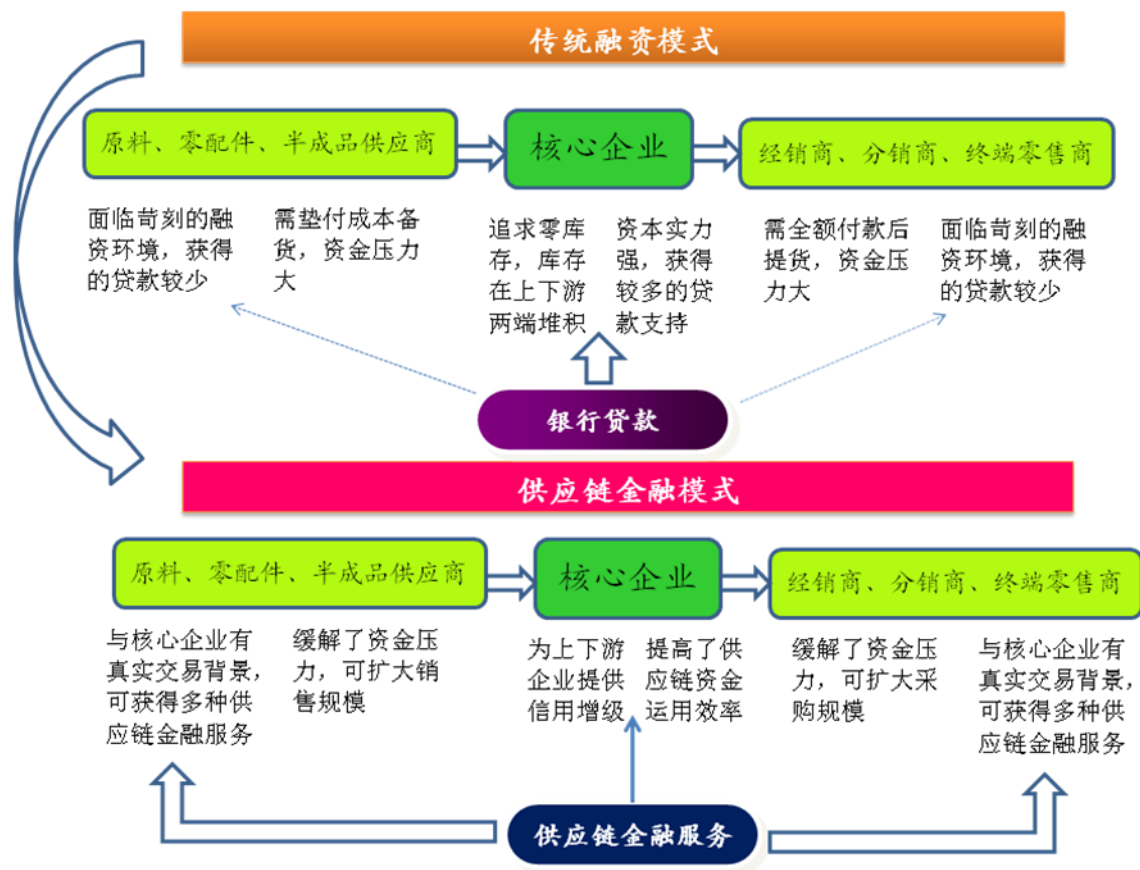 传统融资模式
原料、零配件、半成品供应商
核心企业
经销商、分销商、终端零售商
面临苛刻的融
资环境，获得
的贷款较少
需垫付成本备
货，资金压力
大
追求零库
存，库存
在上下游
两端堆积
资本实力
强，获得
较多的贷
款支持
需全额付款后
提货，资金压
力大
面临苛刻的融
资环境，获得
的贷款较少
银行贷款
供应链金融模式
原料、零配件、半成品供应商
核心企业
经销商、分销商、终端零售商
与核心企业有
真实交易背景，
可获得多种供
应链金融服务
缓解了资金压
力，可扩大销
售规模
为上下游
企业提供
信用增级
提高了供
应链资金
运用效率
缓解了资金压
力，可扩大采
购规模
与核心企业有
真实交易背景，
可获得多种供
应链金融服务
供应链金融服务